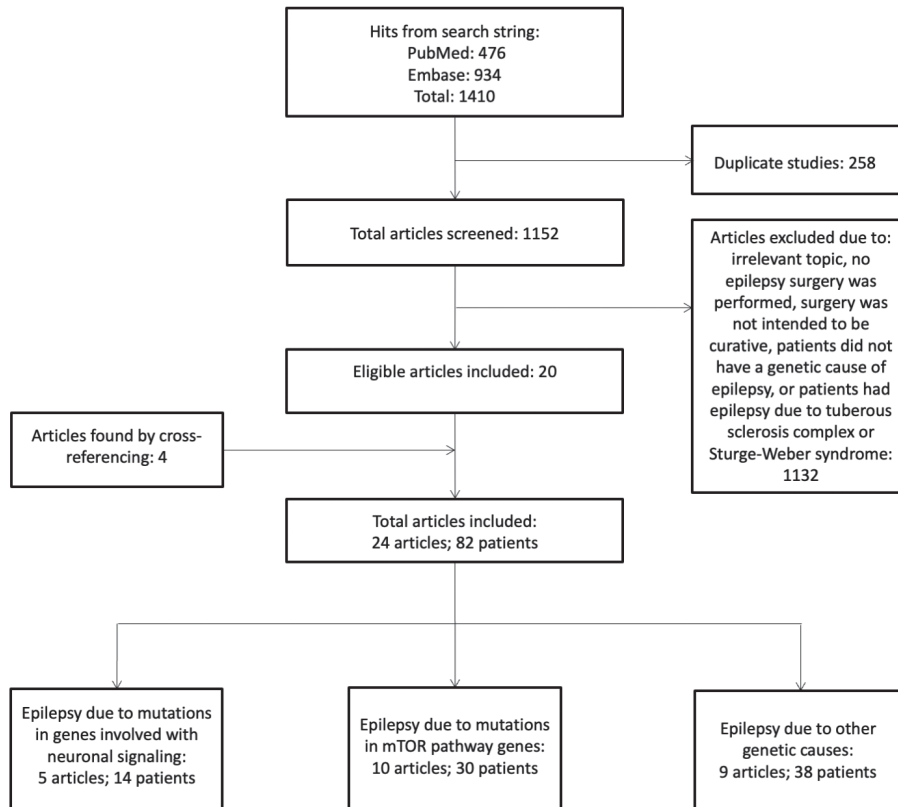 Hits from search string:
PubMed: 476
Embase: 934
Total: 1410
Duplicate studies: 258
Total articles screened: 1152
Articles excluded due to:
irrelevant topic, no
epilepsy surgery was
performed, surgery was
not intended to be
curative, patients did not
have a genetic cause of
epilepsy, or patients had
epilepsy due to tuberous
sclerosis complex or
Sturge-Weber syndrome:
1132
Eligible articles included: 20
Articles found by cross-
referencing: 4
Total articles included:
24 articles; 82 patients
Epilepsy due to mutations
in genes involved with
neuronal signaling:
5 articles; 14 patients
Epilepsy due to mutations
in mTOR pathway genes:
10 articles; 30 patients
Epilepsy due to other
genetic causes:
9 articles; 38 patients